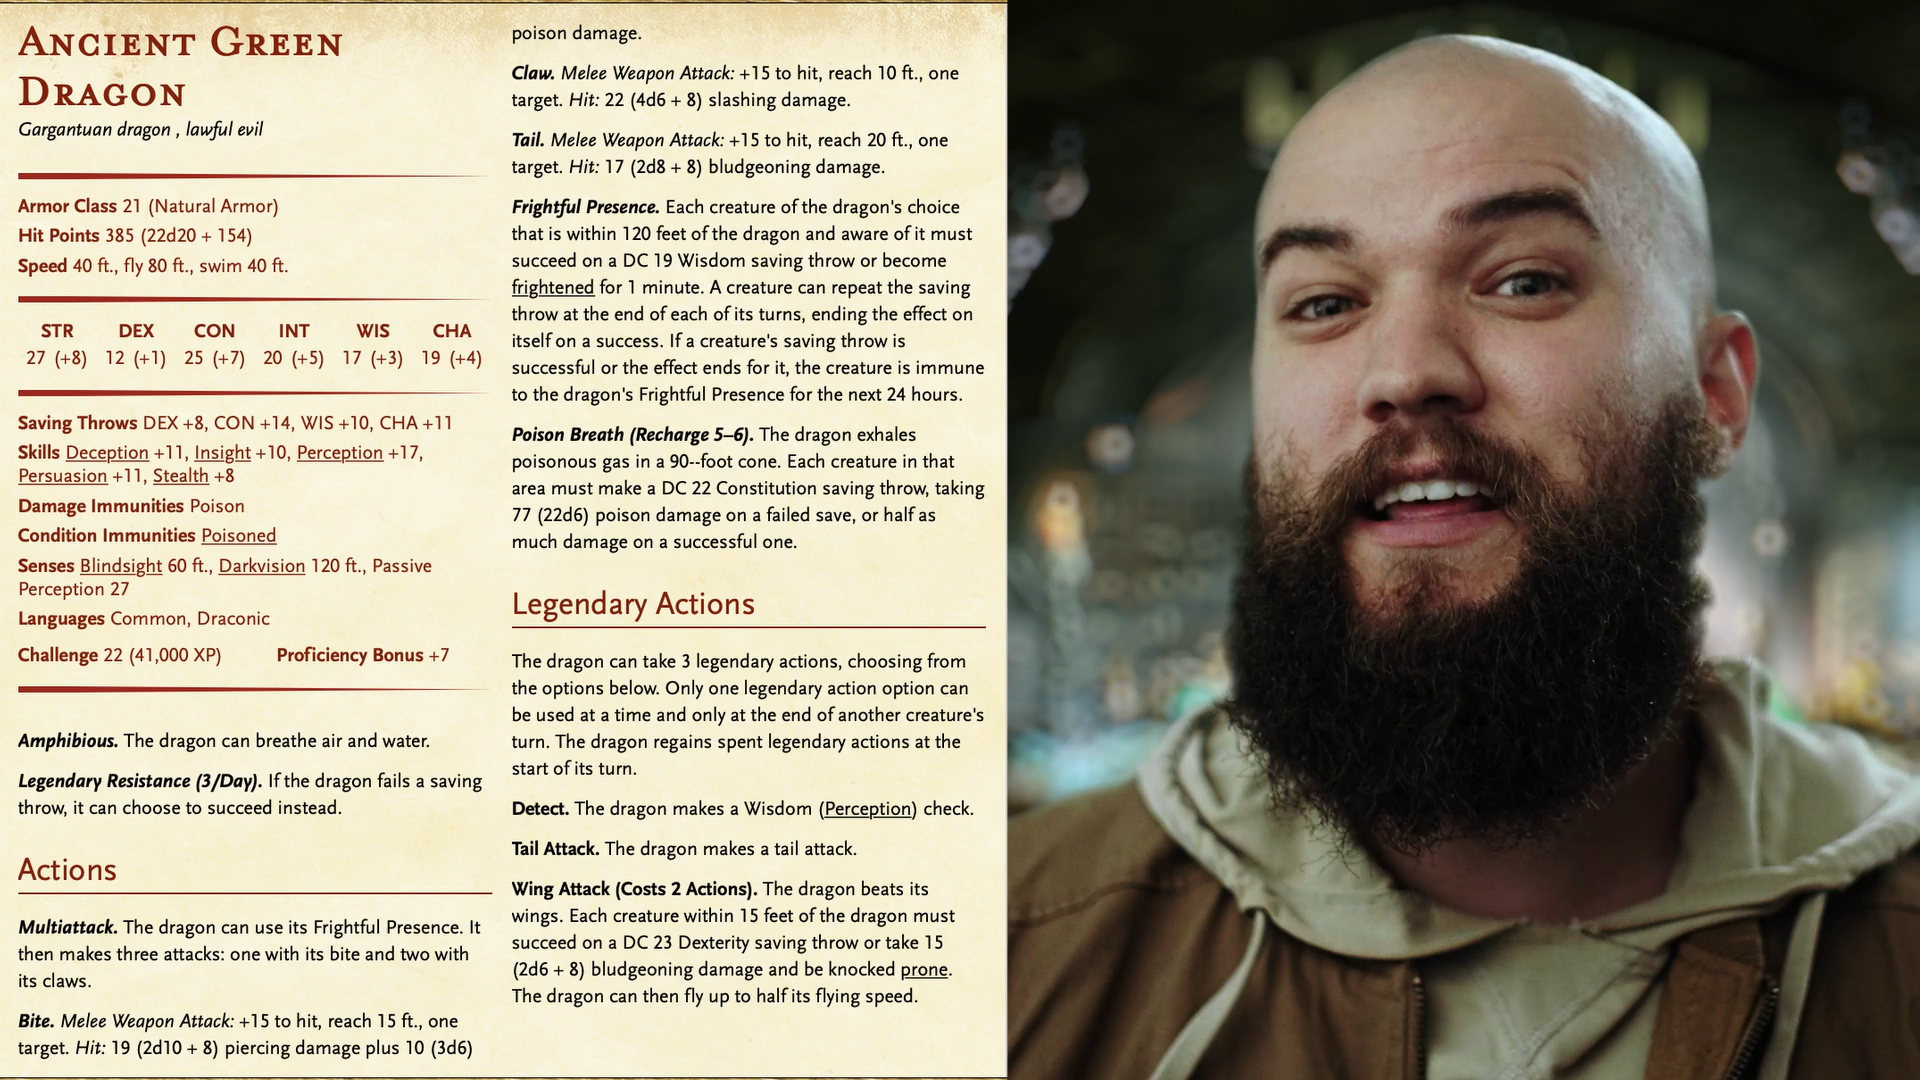 Ancient Green
Dragon
Gargantuan dragon , lawful evil
Armor Class 21 (Natural Armor)
Hit Points 385 (22d20 + 154)
Speed 40 ft., fly 80 ft., swim 40 ft.
STR DEX CON INT WIS CHA
27 (+8) 12 (+1) 25 (+7) 20 (+5) 17 (+3) 19 (+4)
Saving Throws DEX +8, CON +14, WIS +10, CHA +11
Skills Deception +11, Insight +10, Perception +17,
Persuasion +11, Stealth +8
Damage Immunities Poison
Condition Immunities Poisoned
Senses Blindsight 60 ft., Darkvision 120 ft., Passive
Perception 27
Languages Common, Draconic
Challenge 22 (41,000 XP) Proficiency Bonus +7
Amphibious. The dragon can breathe air and water.
Legendary Resistance (3/Day). If the dragon fails a saving
throw, it can choose to succeed instead.
Actions
Multiattack. The dragon can use its Frightful Presence. It
then makes three attacks: one with its bite and two with
its claws.
Bite. Melee Weapon Attack: +15 to hit, reach 15 ft., one
target. Hit: 19 (2d10 + 8) piercing damage plus 10 (3d6)
poison damage.
Claw. Melee Weapon Attack: +15 to hit, reach 10 ft., one
target. Hit: 22 (4d6 + 8) slashing damage.
Tail. Melee Weapon Attack: +15 to hit, reach 20 ft., one
target. Hit: 17 (2d8 + 8) bludgeoning damage.
Frightful Presence. Each creature of the dragon's choice
that is within 120 feet of the dragon and aware of it must
succeed on a DC 19 Wisdom saving throw or become
frightened for 1 minute. A creature can repeat the saving
throw at the end of each of its turns, ending the effect on
itself on a success. If a creature's saving throw is
successful or the effect ends for it, the creature is immune
to the dragon's Frightful Presence for the next 24 hours.
Poison Breath (Recharge 5–6). The dragon exhales
poisonous gas in a 90--foot cone. Each creature in that
area must make a DC 22 Constitution saving throw, taking
77 (22d6) poison damage on a failed save, or half as
much damage on a successful one.
Legendary Actions
The dragon can take 3 legendary actions, choosing from
the options below. Only one legendary action option can
be used at a time and only at the end of another creature's
turn. The dragon regains spent legendary actions at the
start of its turn.
Detect. The dragon makes a Wisdom (Perception) check.
Tail Attack. The dragon makes a tail attack.
Wing Attack (Costs 2 Actions). The dragon beats its
wings. Each creature within 15 feet of the dragon must
succeed on a DC 23 Dexterity saving throw or take 15
(2d6 + 8) bludgeoning damage and be knocked prone.
The dragon can then fly up to half its flying speed.